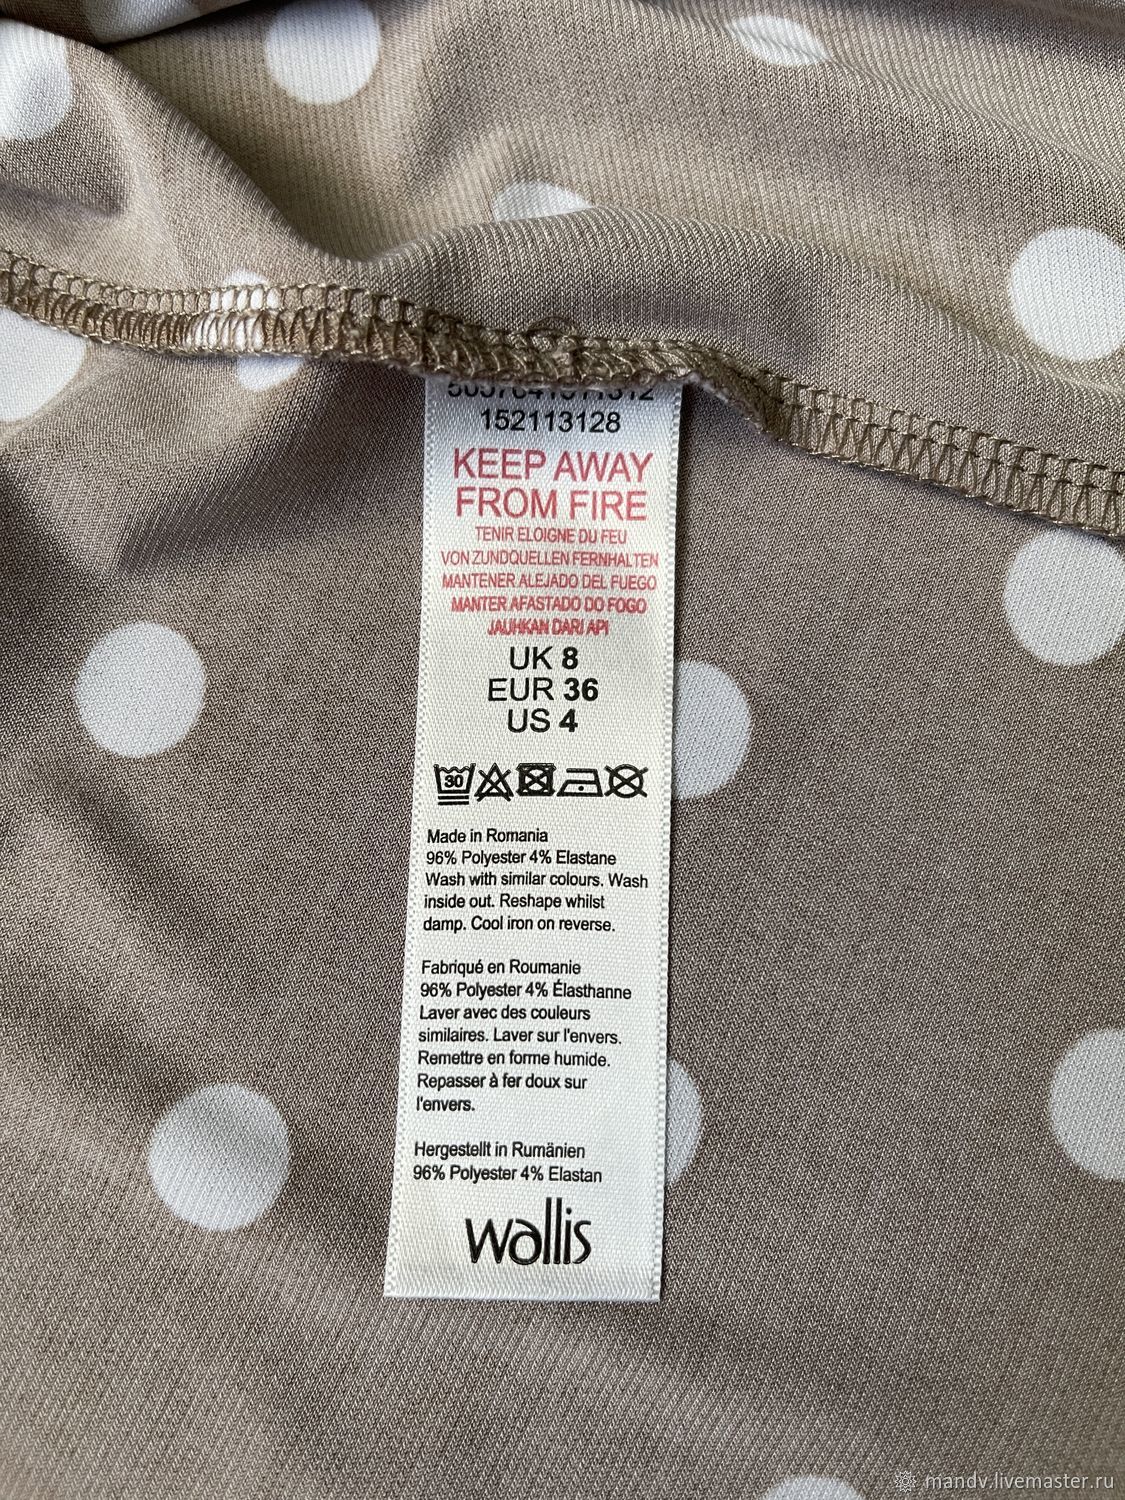 152113128
KEEP AWAY
FROM FIRE
TENIR ELOIGNE DU FEU
VON ZUNDQUELLEN FERNHALTEN
MANTENER ALEJADO DEL FUEGO
MANTER AFASTADO DO FOGO
JAUHKAN DARI API
UK 8
EUR 36
US 4
30
Made in Romania
96% Polyester 4% Elastane
Wash with similar colours. Wash
inside out. Reshape whilst
damp. Cool iron on reverse.
Fabriqué en Roumanie
96% Polyester 4% Élasthanne
Laver avec des couleurs
similaires. Laver sur l'envers.
Remettre en forme humide.
Repasser à fer doux sur
l'envers.
Hergestellt in Rumänien
96% Polyester 4% Elastan
wallis
mandv.livemaster.ru